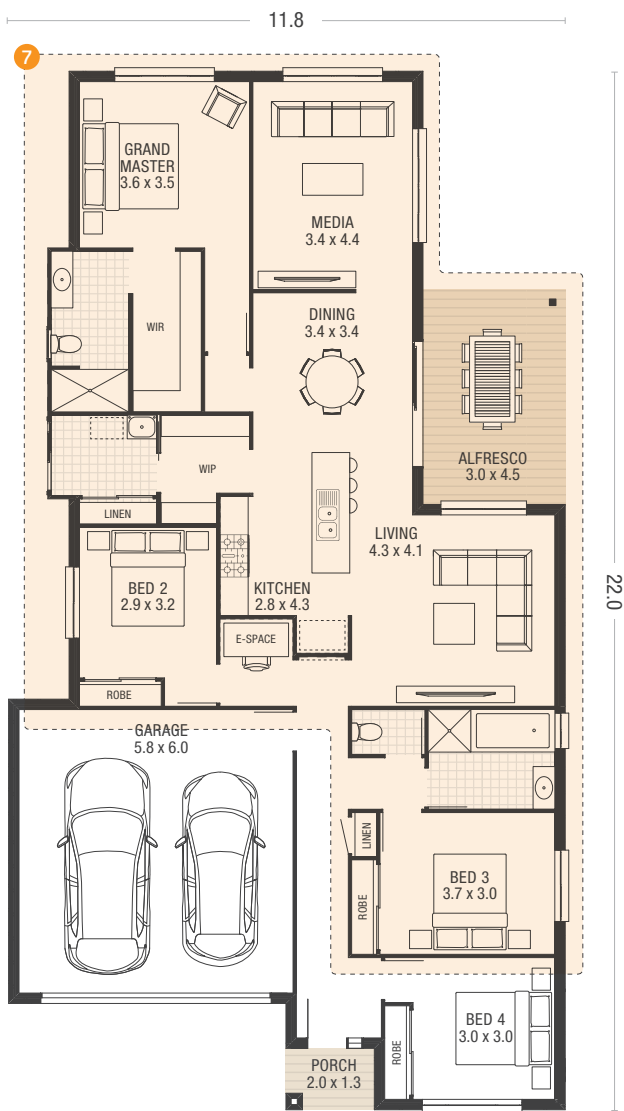 11.8
7
GRAND
MASTER
3.6 x 3.5
MEDIA
3.4 x 4.4
DINING
3.4 x 3.4
WIR
ALFRESCO
3.0 x 4.5
WIP
LINEN
LIVING
4.3 x 4.1
BED 2
2.9 x 3.2
KITCHEN
2.8 x 4.3
22.0
E-SPACE
ROBE
GARAGE
5.8 x 6.0
LINEN
BED 3
3.7 x 3.0
ROBE
BED 4
3.0 x 3.0
ROBE
PORCH
2.0 x 1.3